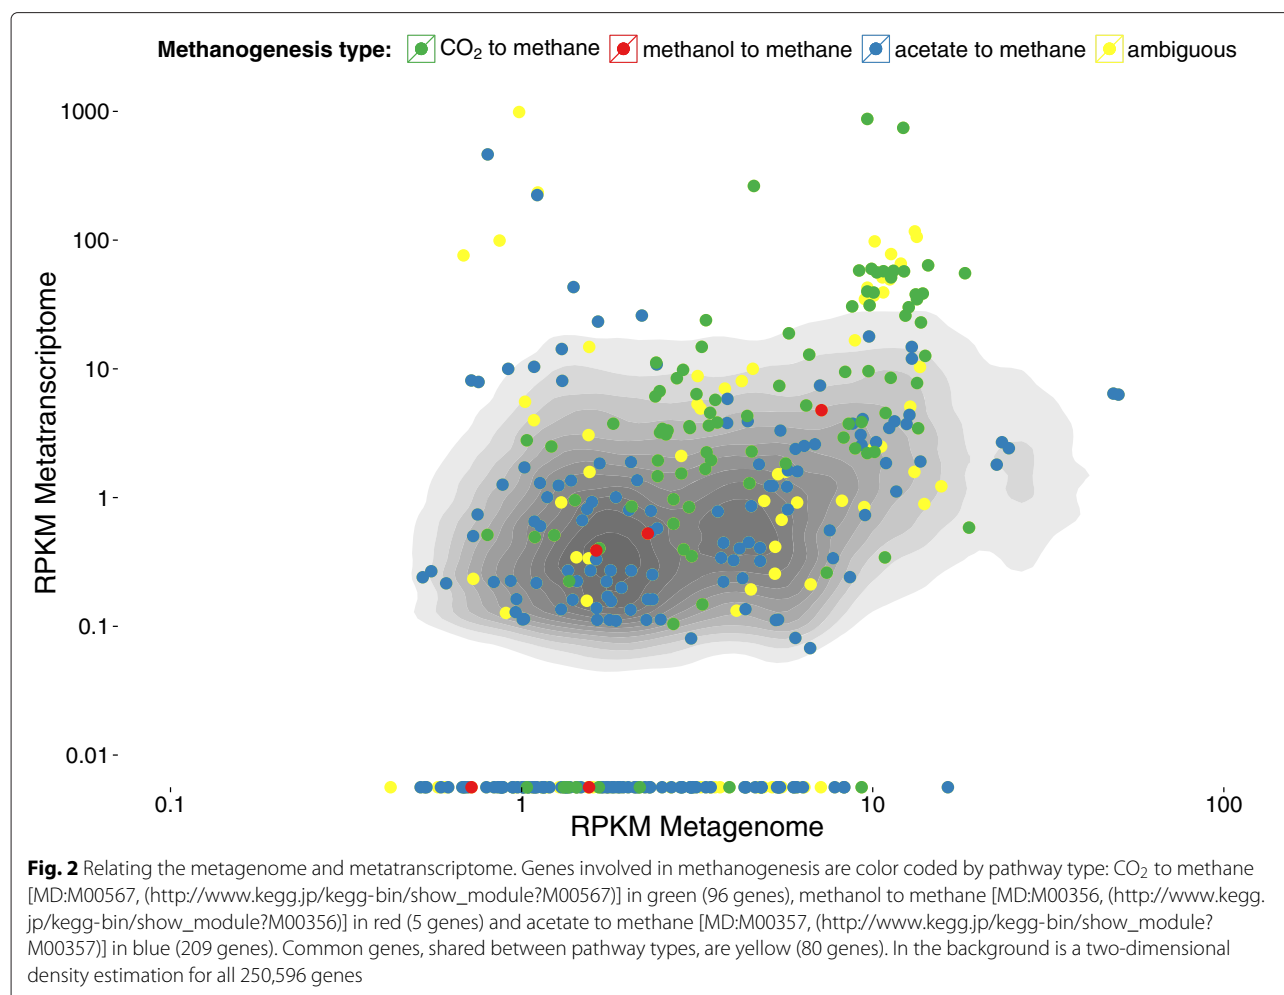 Methanogenesis type: CO₂ to methane methanol to methane acetate to methane ambiguous
1000
100
10
1
0.1
0.01
RPKM Metatranscriptome
0.1 1 10 100
RPKM Metagenome
Fig. 2 Relating the metagenome and metatranscriptome. Genes involved in methanogenesis are color coded by pathway type: CO₂ to methane
[MD:M00567, (http://www.kegg.jp/kegg-bin/show_module?M00567)] in green (96 genes), methanol to methane [MD:M00356, (http://www.kegg.
jp/kegg-bin/show_module?M00356)] in red (5 genes) and acetate to methane [MD:M00357, (http://www.kegg.jp/kegg-bin/show_module?
M00357)] in blue (209 genes). Common genes, shared between pathway types, are yellow (80 genes). In the background is a two-dimensional
density estimation for all 250,596 genes